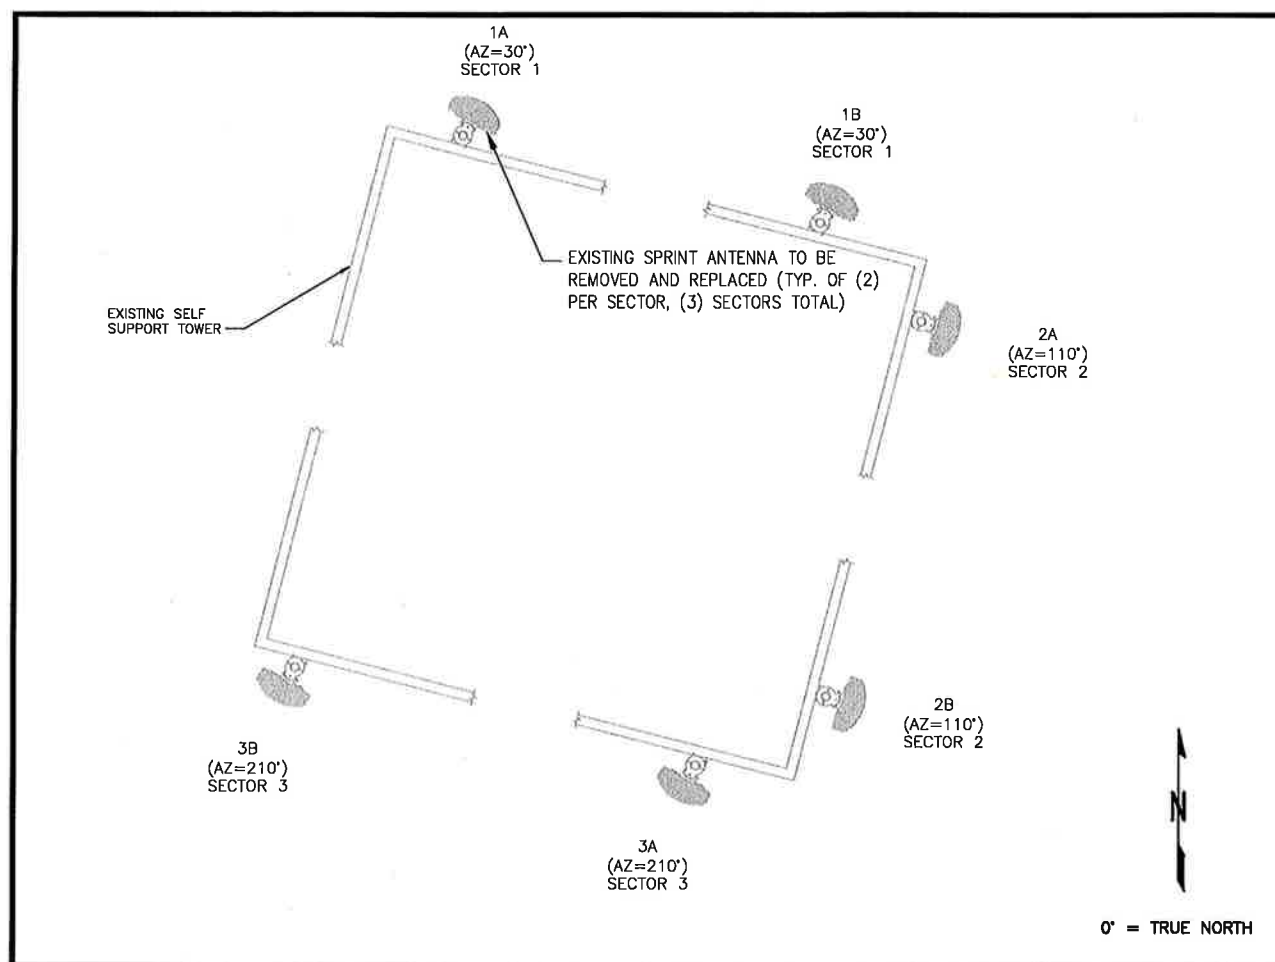 1A
(AZ=30°)
SECTOR 1
1B
(AZ=30°)
SECTOR 1
EXISTING SPRINT ANTENNA TO BE
REMOVED AND REPLACED (TYP. OF (2)
PER SECTOR, (3) SECTORS TOTAL)
EXISTING SELF
SUPPORT TOWER
2A
(AZ=110°)
SECTOR 2
2B
(AZ=110°)
SECTOR 2
3B
(AZ=210°)
SECTOR 3
3A
(AZ=210°)
SECTOR 3
N
0° = TRUE NORTH